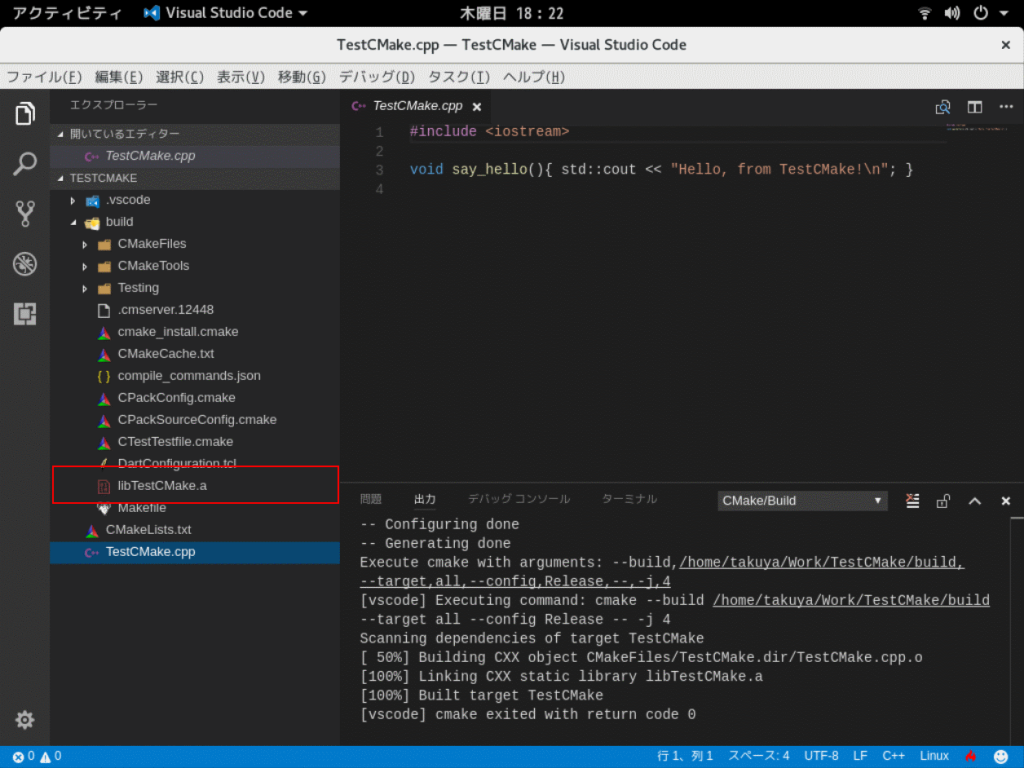 アクティビティ Visual Studio Code 木曜日 18：22
TestCMake.cpp — TestCMake — Visual Studio Code
ファイル(F) 編集(E) 選択(C) 表示(V) 移動(G) デバッグ(D) タスク(T) ヘルプ(H)
エクスプローラー
開いているエディター
TestCMake.cpp
TESTCMAKE
.vscode
build
CMakeFiles
CMakeTools
Testing
.cmserver.12448
cmake_install.cmake
CMakeCache.txt
compile_commands.json
CPackConfig.cmake
CPackSourceConfig.cmake
CTestTestfile.cmake
DartConfiguration.tcl
libTestCMake.a
Makefile
CMakeLists.txt
TestCMake.cpp
TestCMake.cpp
1 #include <iostream>
2
3 void say_hello(){ std::cout << "Hello, from TestCMake!\n"; }
4
問題 出力 デバッグ コンソール ターミナル CMake/Build
-- Configuring done
-- Generating done
Execute cmake with arguments: --build,/home/takuya/Work/TestCMake/build,
--target,all,--config,Release,--,-j,4
[vscode] Executing command: cmake --build /home/takuya/Work/TestCMake/build
--target all --config Release -- -j 4
Scanning dependencies of target TestCMake
[ 50%] Building CXX object CMakeFiles/TestCMake.dir/TestCMake.cpp.o
[100%] Linking CXX static library libTestCMake.a
[100%] Built target TestCMake
[vscode] cmake exited with return code 0
0 0 行 1、列 1 スペース: 4 UTF-8 LF C++ Linux